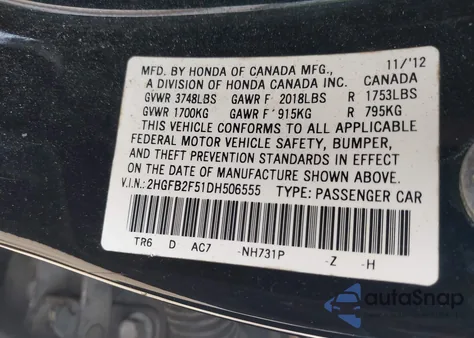 11/'12
MFD. BY HONDA OF CANADA MFG.,
A DIVISION OF HONDA CANADA INC. CANADA
GVWR 3748LBS GAWR F 2018LBS R 1753LBS
GVWR 1700KG GAWR F 915KG R 795KG
THIS VEHICLE CONFORMS TO ALL APPLICABLE
FEDERAL MOTOR VEHICLE SAFETY, BUMPER,
AND THEFT PREVENTION STANDARDS IN EFFECT
ON THE DATE OF MANUFACTURE SHOWN ABOVE.
V.I.N.: 2HGFB2F51DH506555 TYPE: PASSENGER CAR
TR6 D AC7 -NH731P -Z -H
autoSnap